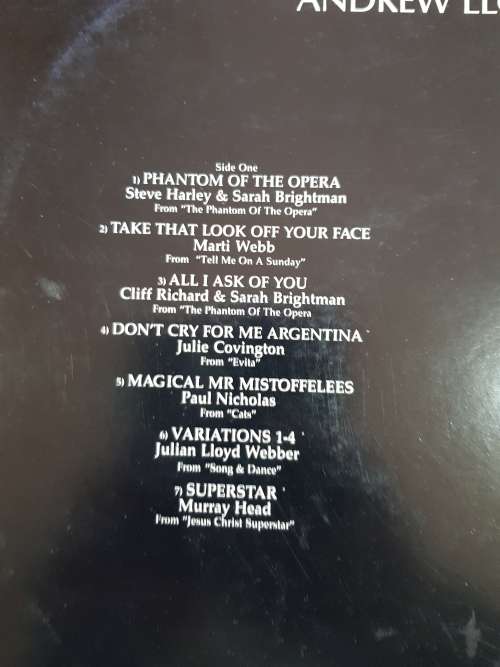 ANDREW
Side One
1) PHANTOM OF THE OPERA
Steve Harley & Sarah Brightman
From "The Phantom Of The Opera"
2) TAKE THAT LOOK OFF YOUR FACE
Marti Webb
From "Tell Me On A Sunday"
3) ALL I ASK OF YOU
Cliff Richard & Sarah Brightman
From "The Phantom Of The Opera
4) DON'T CRY FOR ME ARGENTINA
Julie Covington
From "Evita"
5) MAGICAL MR MISTOFFELEES
Paul Nicholas
From "Cats"
6) VARIATIONS 1-4
Julian Lloyd Webber
From "Song & Dance"
7) SUPERSTAR
Murray Head
From "Jesus Christ Superstar"